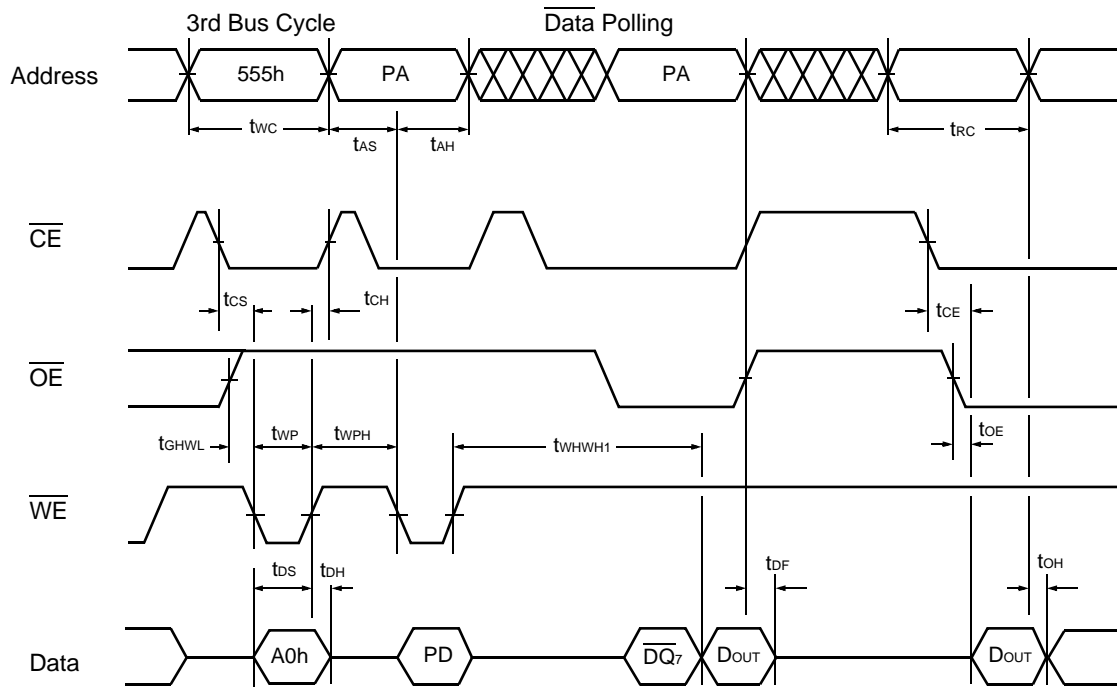 3rd Bus Cycle
Data Polling
Address
555h
PA
PA
tWC
tAS
tAH
tRC
CE
tCS
tCH
tCE
OE
tGHWL
tWP
tWPH
tWHWH1
tOE
WE
tDS
tDH
tDF
tOH
Data
A0h
PD
DQ7
DOUT
DOUT